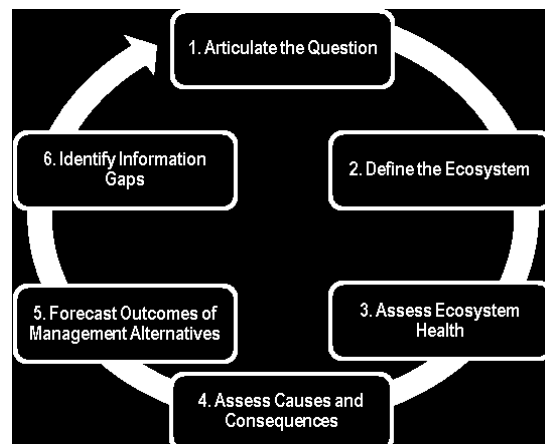 1. Articulate the Question
2. Define the Ecosystem
3. Assess Ecosystem
Health
4. Assess Causes and
Consequences
5. Forecast Outcomes of
Management Alternatives
6. Identify Information
Gaps